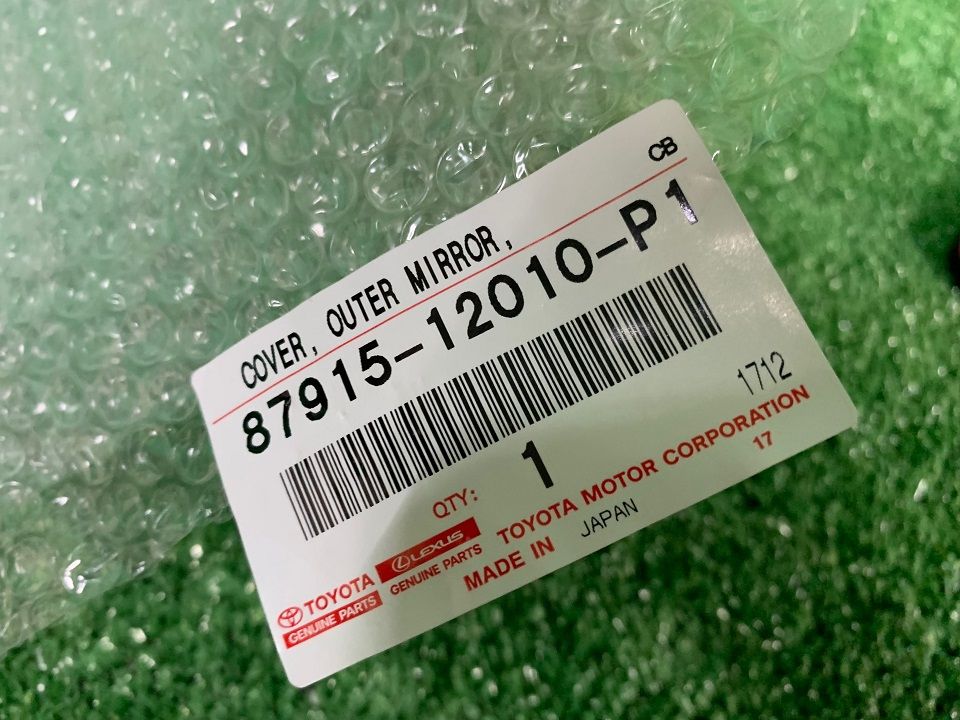 CB
COVER, OUTER MIRROR,
87915-12010-P1
1712
QTY: 1
TOYOTA GENUINE PARTS
LEXUS GENUINE PARTS
TOYOTA MOTOR CORPORATION
17
MADE IN JAPAN